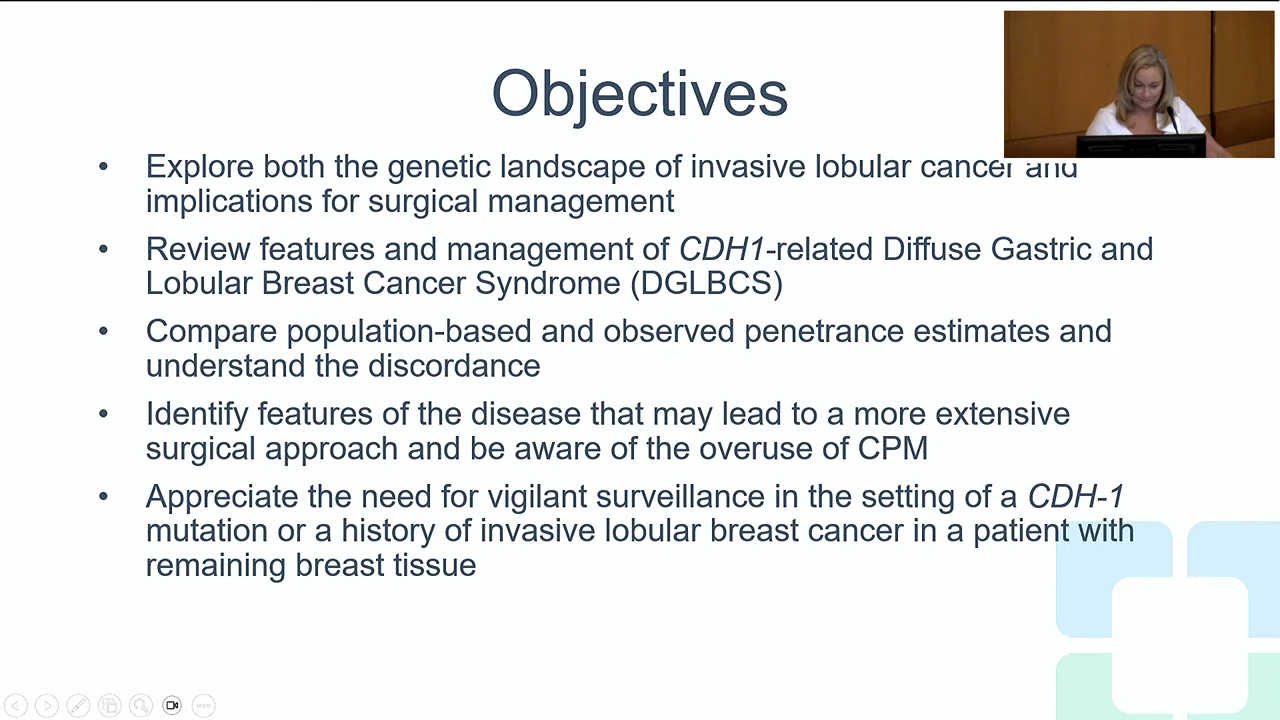 Objectives
• Explore both the genetic landscape of invasive lobular cancer and
implications for surgical management
• Review features and management of CDH1-related Diffuse Gastric and
Lobular Breast Cancer Syndrome (DGLBCS)
• Compare population-based and observed penetrance estimates and
understand the discordance
• Identify features of the disease that may lead to a more extensive
surgical approach and be aware of the overuse of CPM
• Appreciate the need for vigilant surveillance in the setting of a CDH-1
mutation or a history of invasive lobular breast cancer in a patient with
remaining breast tissue